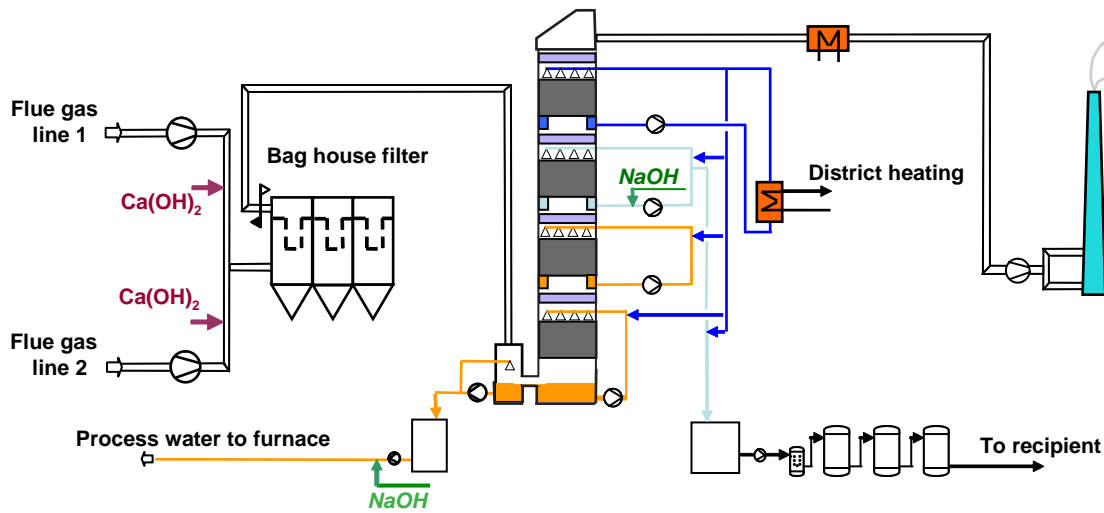 Flue gas
line 1
Bag house filter
Ca(OH)2
NaOH
District heating
Ca(OH)2
Flue gas
line 2
Process water to furnace
NaOH
To recipient